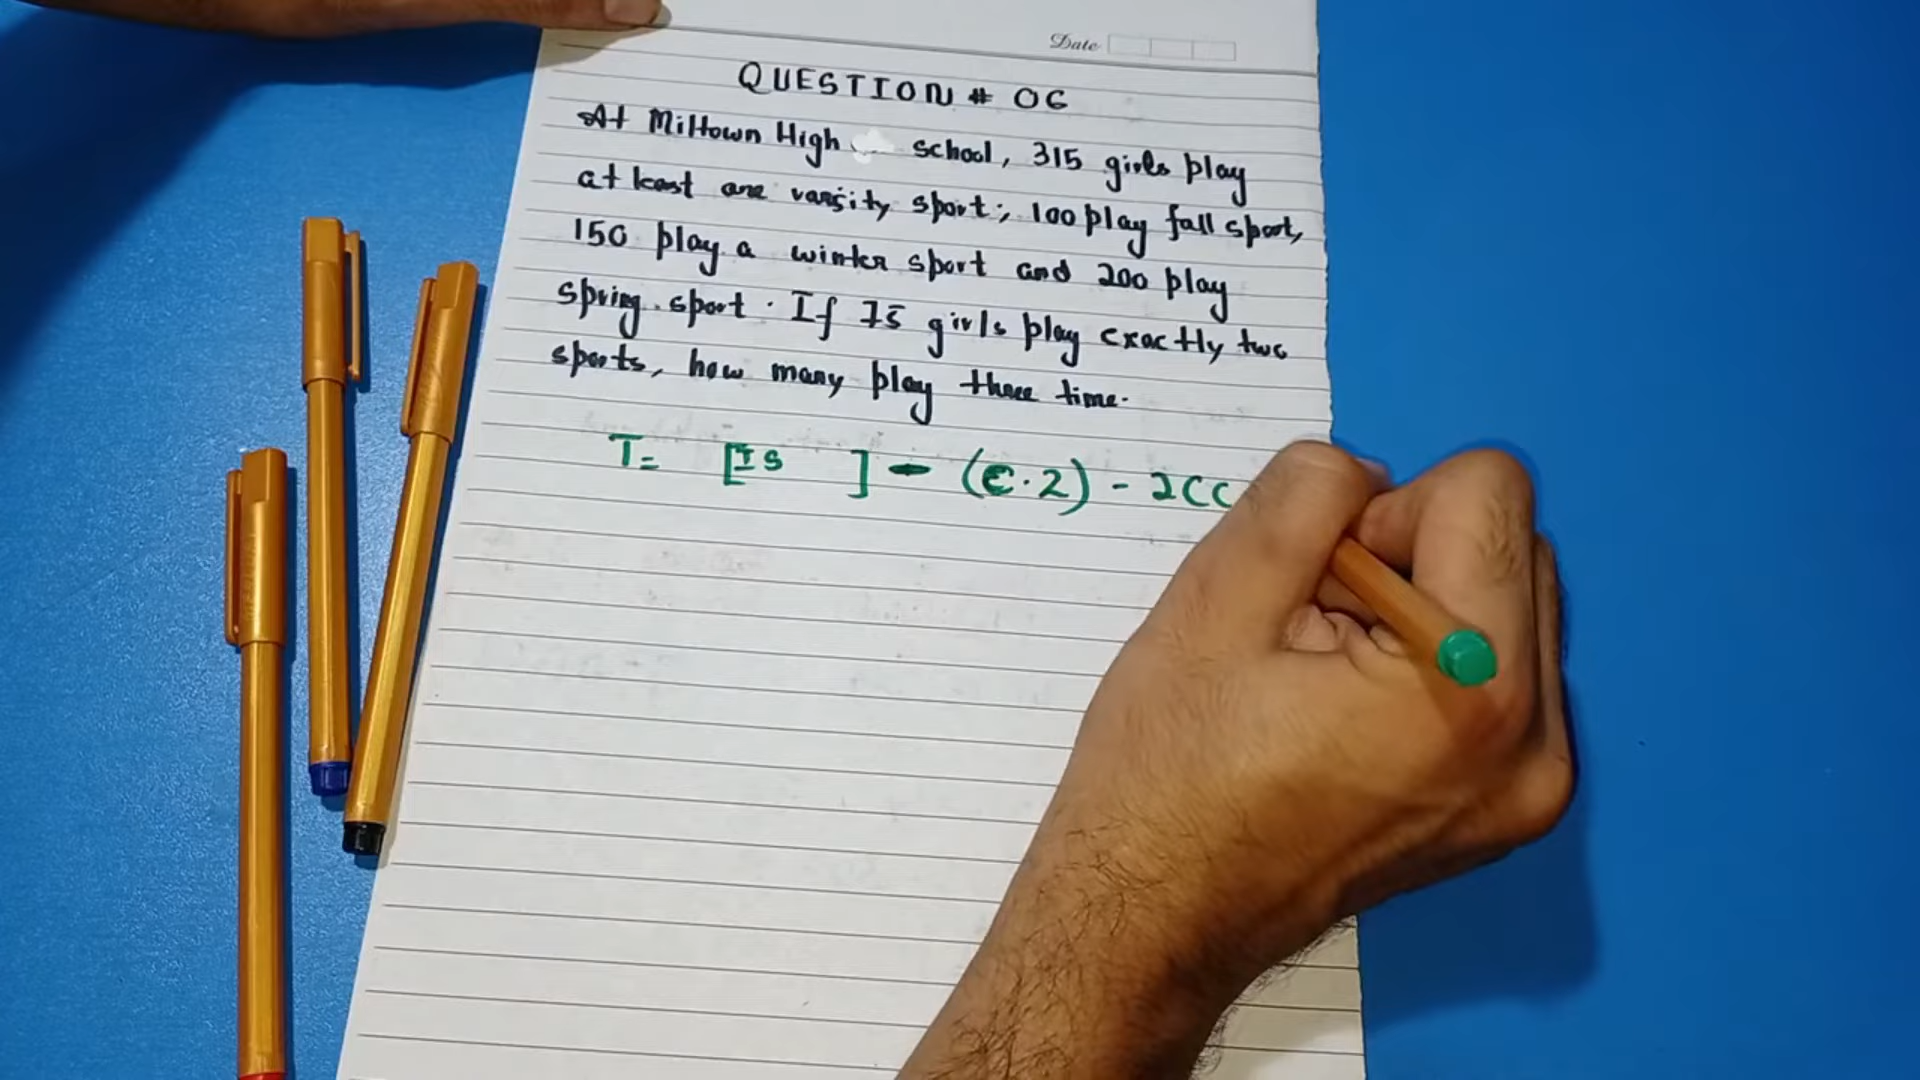 Date
QUESTION # 06
At Miltown High school, 315 girls play
at least one varsity sport; 100 play fall sport,
150 play a winter sport and 200 play
spring sport. If 75 girls play exactly two
sports, how many play three time.
T= [IS ] - (E.2) - 2(C